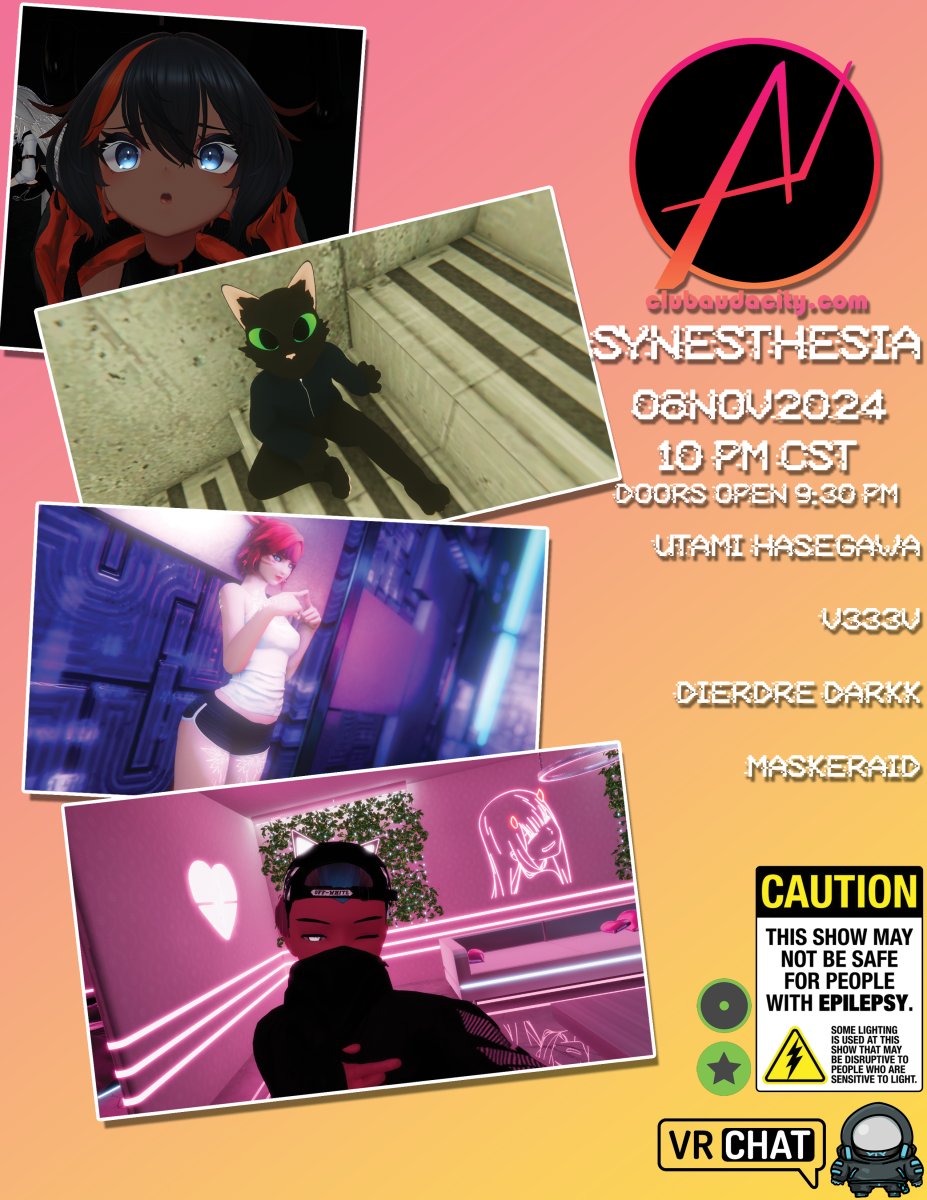 clubaudacity.com
SYNESTHESIA
06NOV2024
10 PM CST
DOORS OPEN 9:30 PM
UTAMI HASEGAWA
V333V
DIERDRE DARKK
MASKERAID
CAUTION
THIS SHOW MAY
NOT BE SAFE
FOR PEOPLE
WITH EPILEPSY.
SOME LIGHTING
IS USED AT THIS
SHOW THAT MAY
BE DISRUPTIVE TO
PEOPLE WHO ARE
SENSITIVE TO LIGHT.
VRCHAT